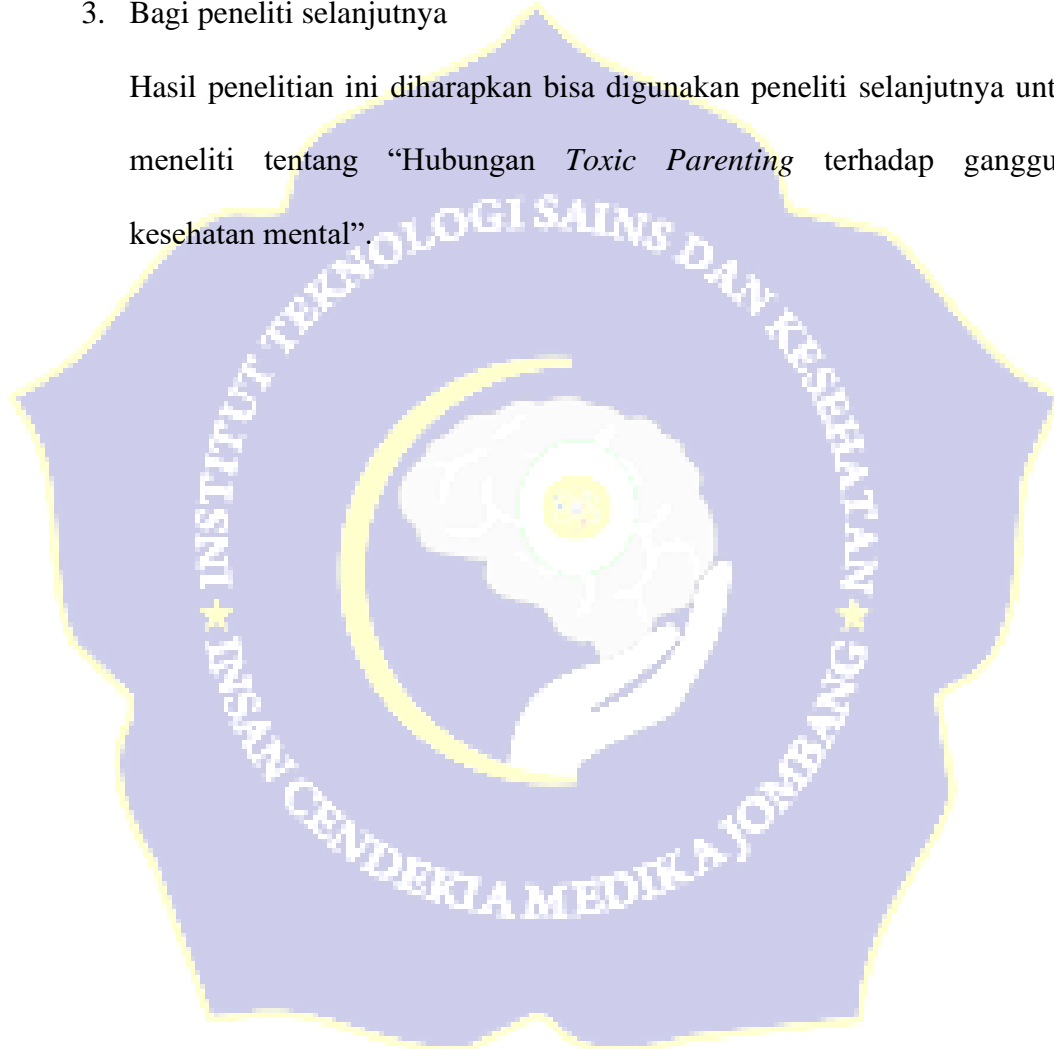 3. Bagi peneliti selanjutnya
Hasil penelitian ini diharapkan bisa digunakan peneliti selanjutnya unt
meneliti tentang “Hubungan Toxic Parenting terhadap ganggu
kesehatan mental”.
INSTITUT TEKNOLOGI SAINS DAN KESEHATAN
INSAN CENDEKIA MEDIKA JOMBANG